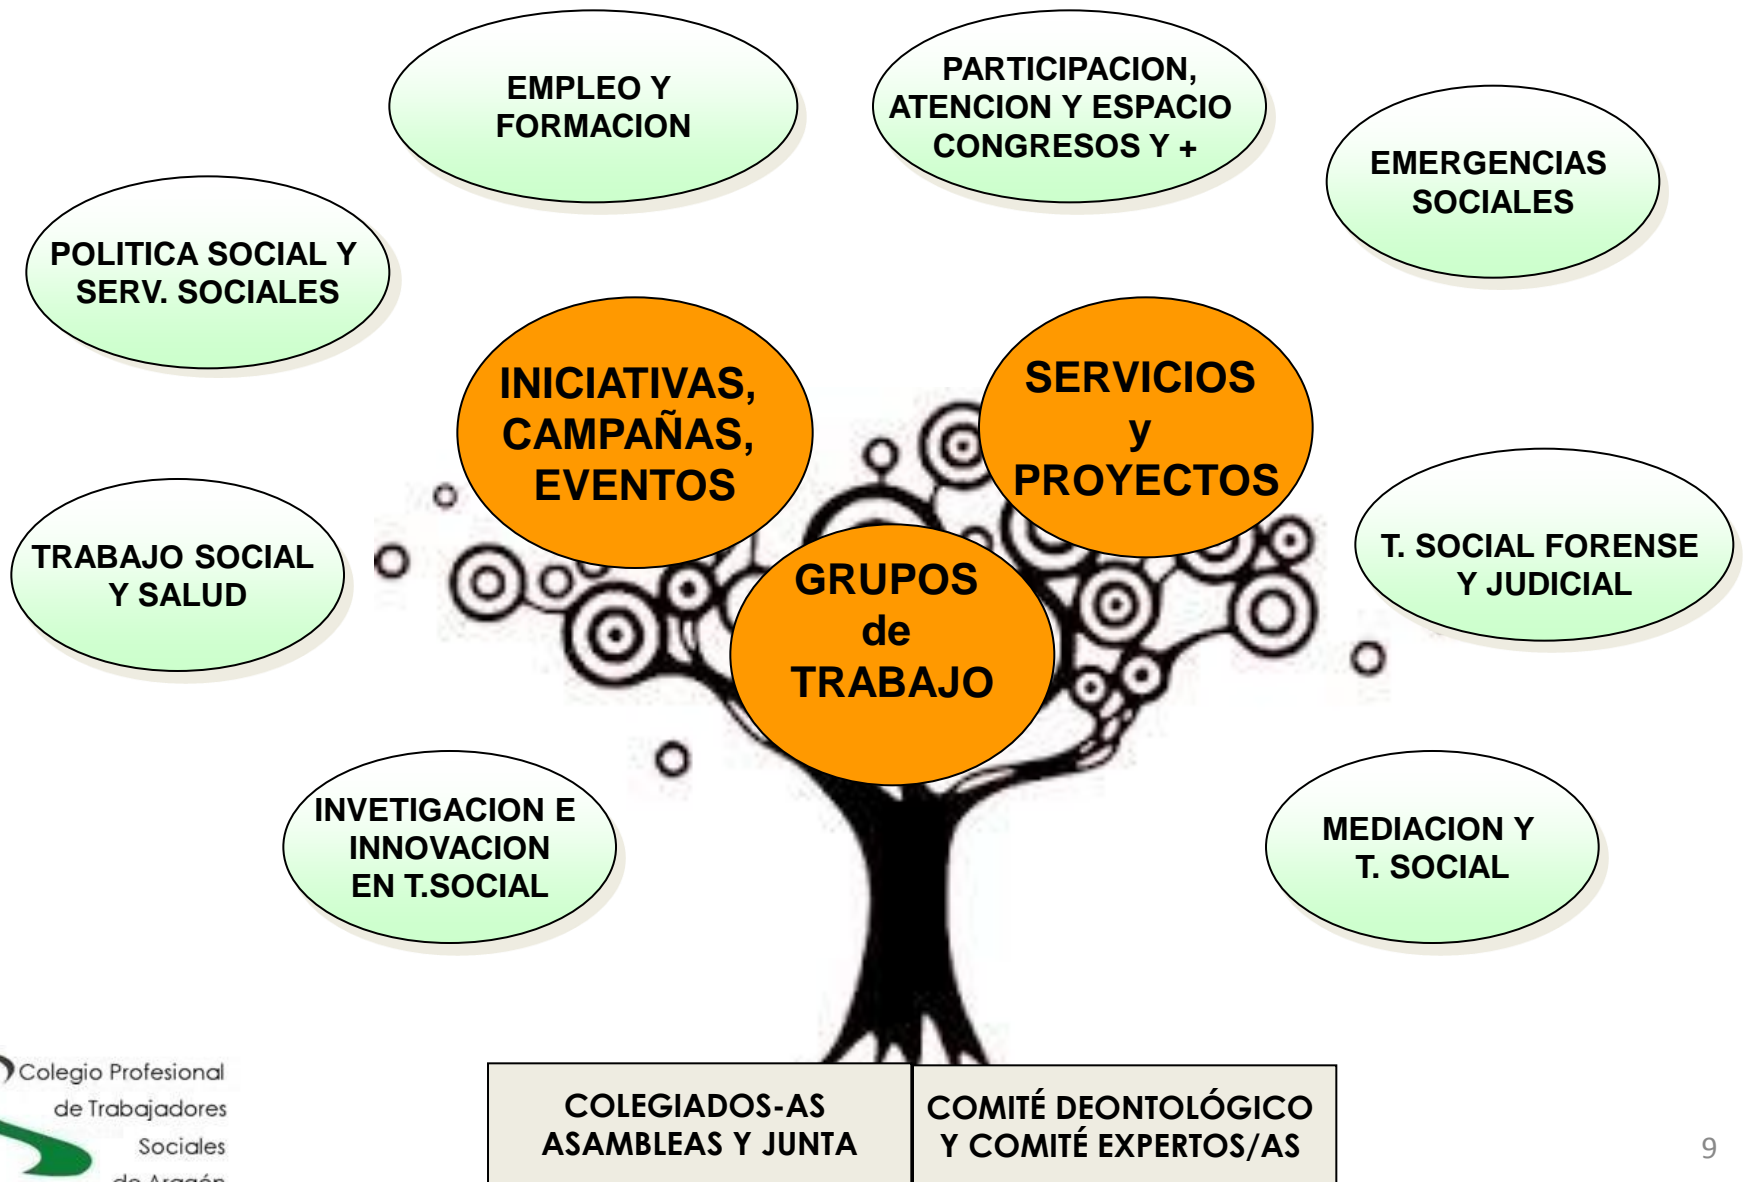 EMPLEO Y
FORMACION
PARTICIPACION,
ATENCION Y ESPACIO
CONGRESOS Y +
EMERGENCIAS
SOCIALES
POLITICA SOCIAL Y
SERV. SOCIALES
INICIATIVAS,
CAMPAÑAS,
EVENTOS
SERVICIOS
y
PROYECTOS
TRABAJO SOCIAL
Y SALUD
GRUPOS
de
TRABAJO
T. SOCIAL FORENSE
Y JUDICIAL
INVETIGACION E
INNOVACION
EN T.SOCIAL
MEDIACION Y
T. SOCIAL
Colegio Profesional
de Trabajadores
Sociales
de Aragón
COLEGIADOS-AS
ASAMBLEAS Y JUNTA
COMITÉ DEONTOLÓGICO
Y COMITÉ EXPERTOS/AS
9